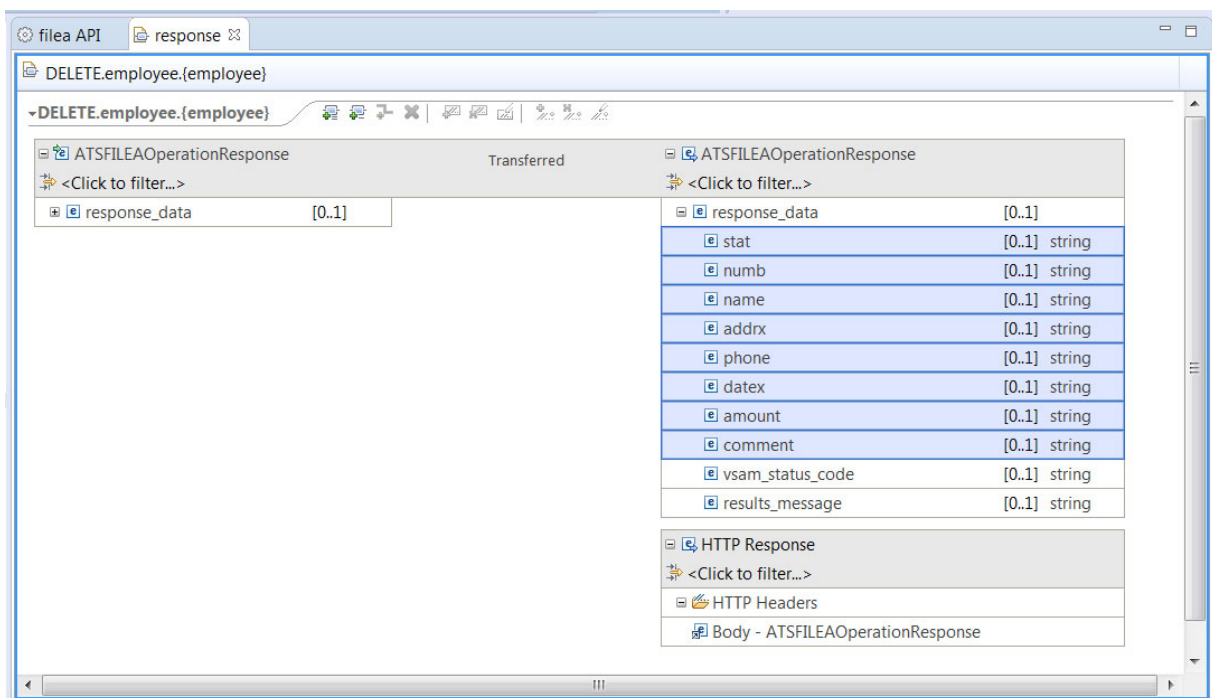 filea API response
DELETE.employee.{employee}
DELETE.employee.{employee}
ATSFILEAOperationResponse Transferred ATSFILEAOperationResponse
<Click to filter...> <Click to filter...>
response_data [0..1] response_data [0..1]
stat [0..1] string
numb [0..1] string
name [0..1] string
addrx [0..1] string
phone [0..1] string
datex [0..1] string
amount [0..1] string
comment [0..1] string
vsam_status_code [0..1] string
results_message [0..1] string
HTTP Response
<Click to filter...>
HTTP Headers
Body - ATSFILEAOperationResponse